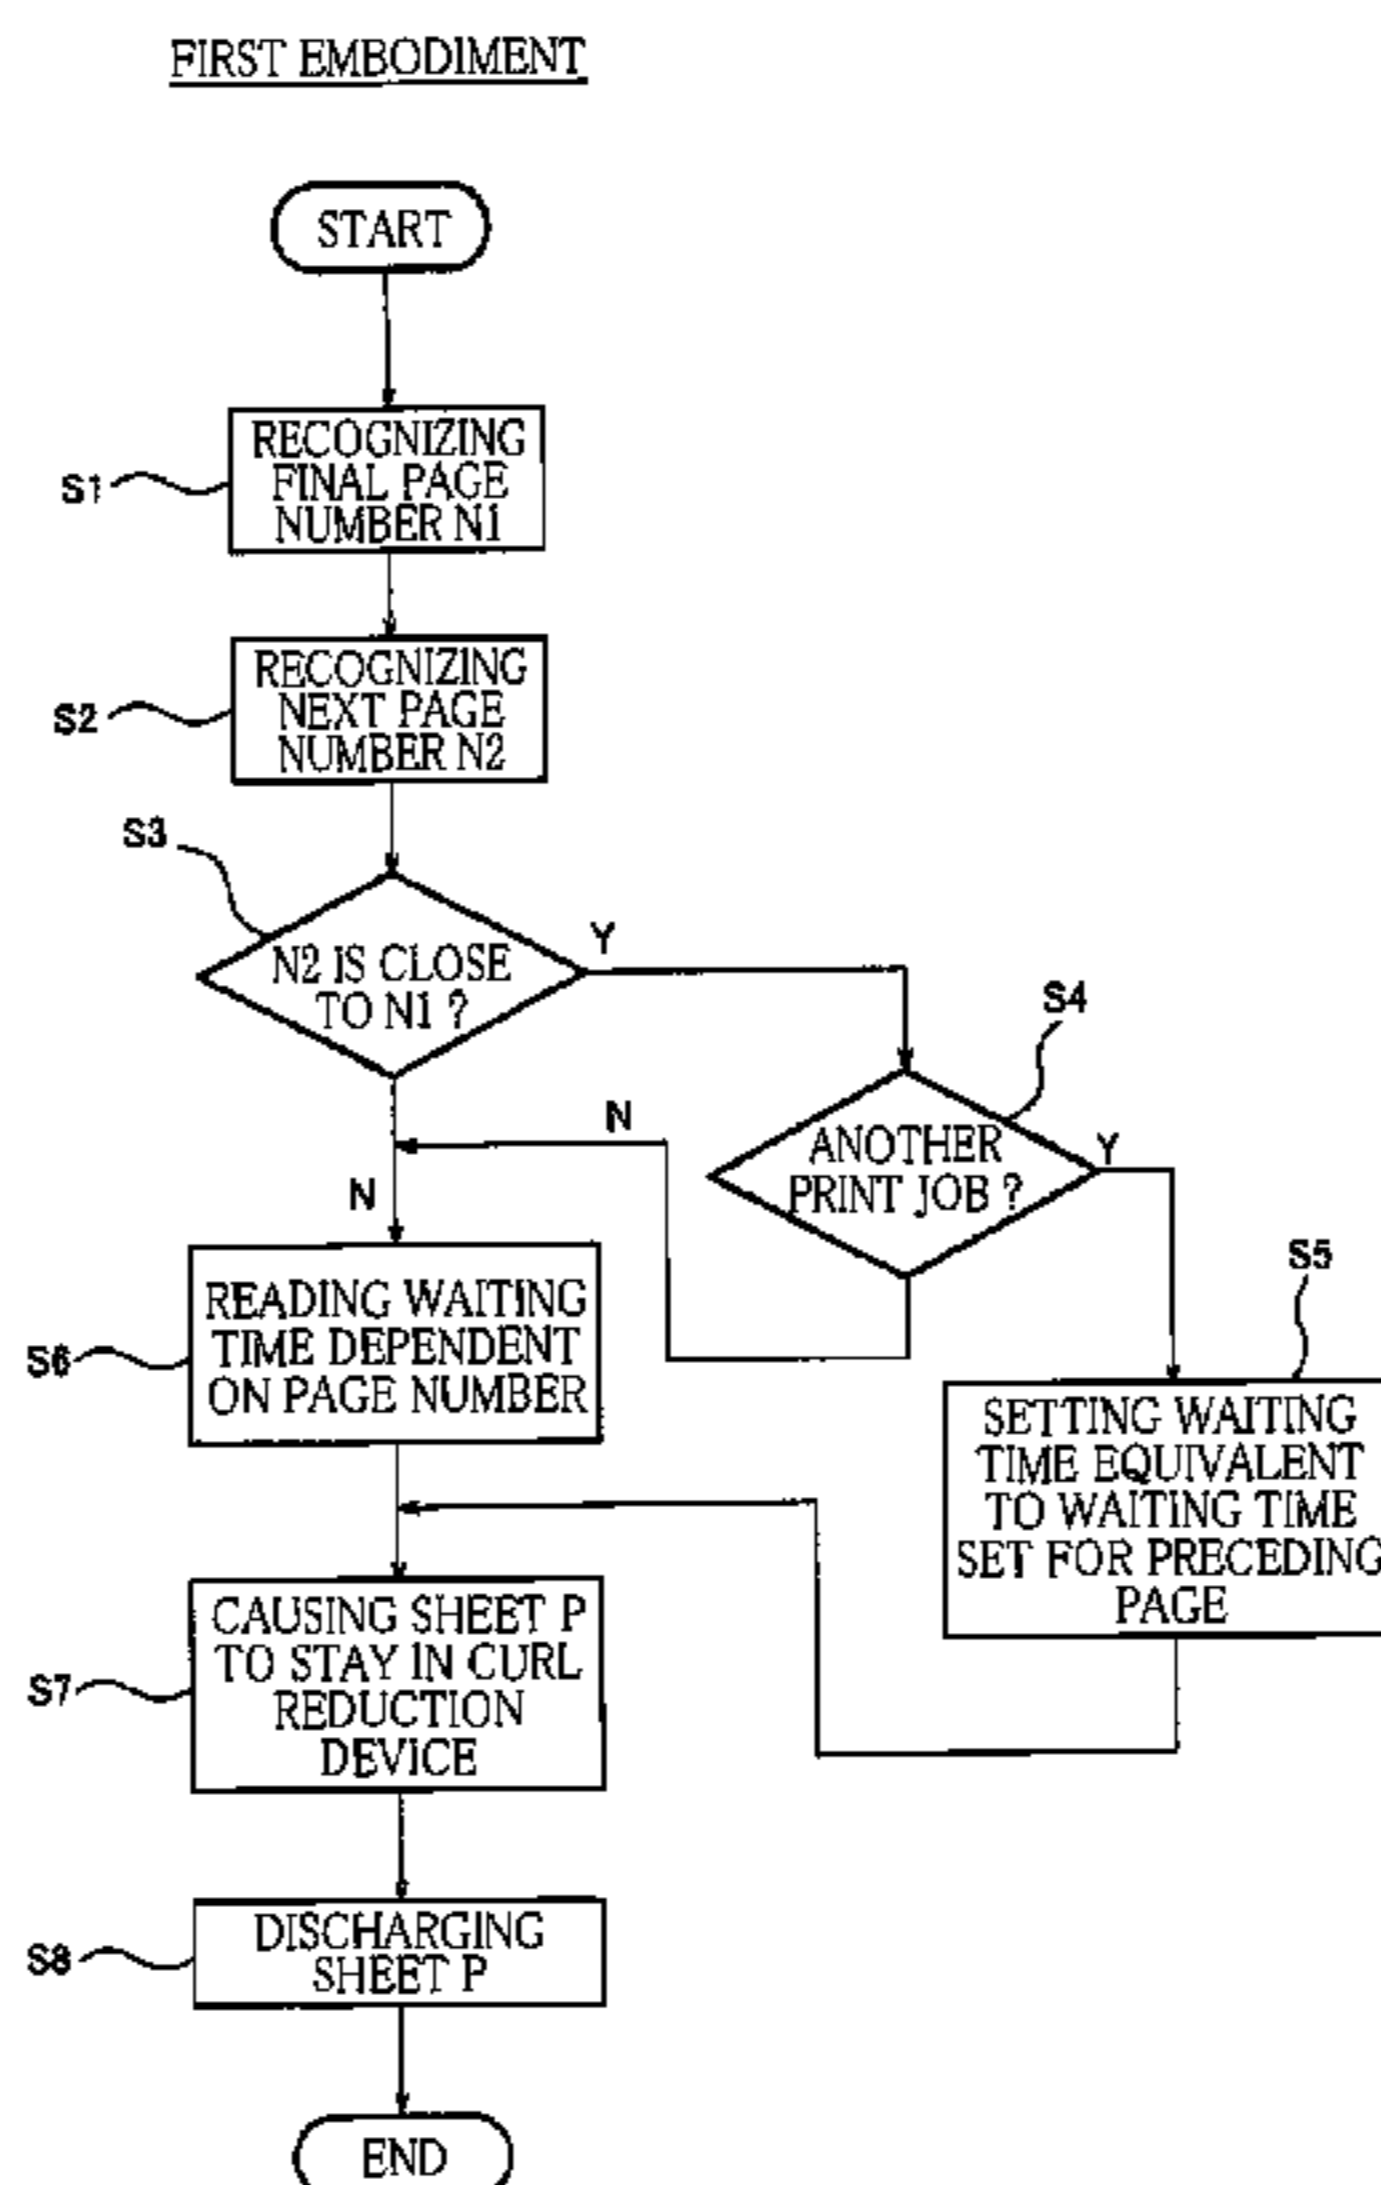 FIRST EMBODIMENT
START
S1
RECOGNIZING
FINAL PAGE
NUMBER N1
S2
RECOGNIZING
NEXT PAGE
NUMBER N2
S3
N2 IS CLOSE
TO N1 ?
Y
N
S4
ANOTHER
PRINT JOB ?
Y
N
S5
SETTING WAITING
TIME EQUIVALENT
TO WAITING TIME
SET FOR PRECEDING
PAGE
S6
READING WAITING
TIME DEPENDENT
ON PAGE NUMBER
S7
CAUSING SHEET P
TO STAY IN CURL
REDUCTION
DEVICE
S8
DISCHARGING
SHEET P
END